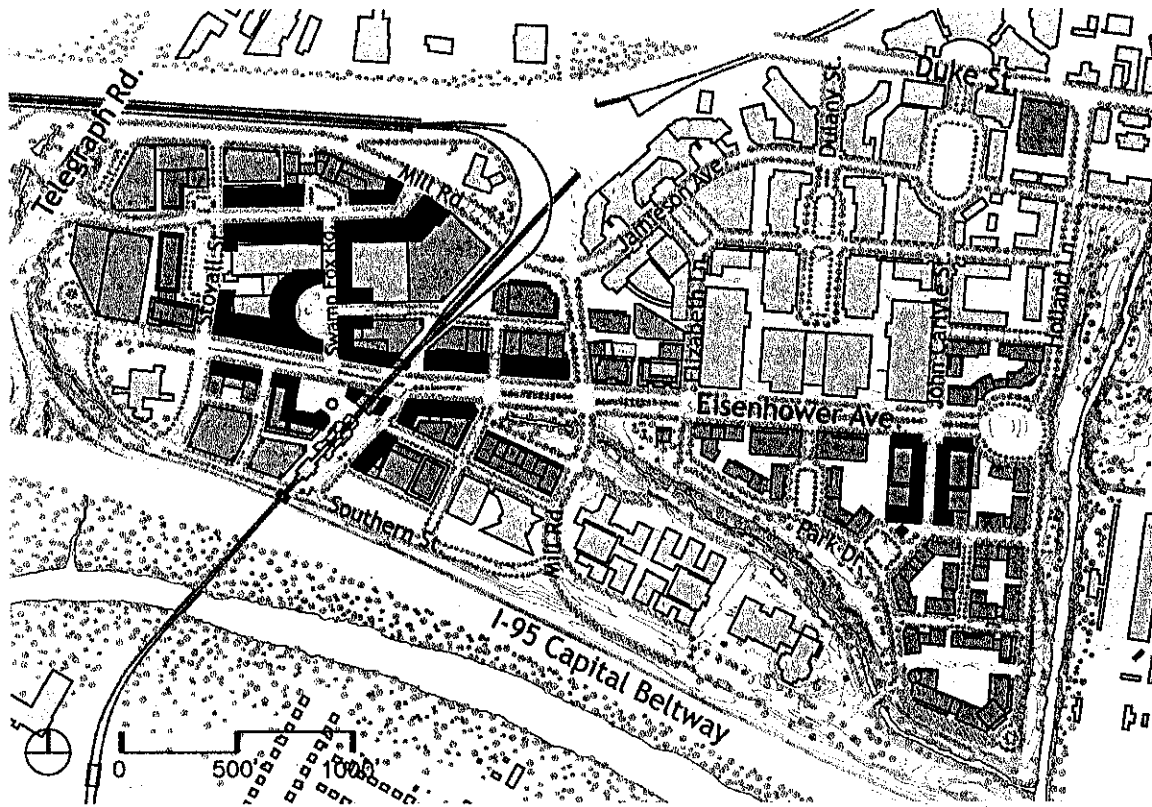 Telegraph Rd.
Duke St.
Dulany St.
Mill Rd.
Jamieson Ave.
Stovall St.
Swamp Fox Rd.
Elizabeth Ln.
John Carlyle St.
Holland Ln.
Eisenhower Ave.
Southern St.
Mill Rd.
Park Dr.
I-95 Capital Beltway
0 500' 1000'